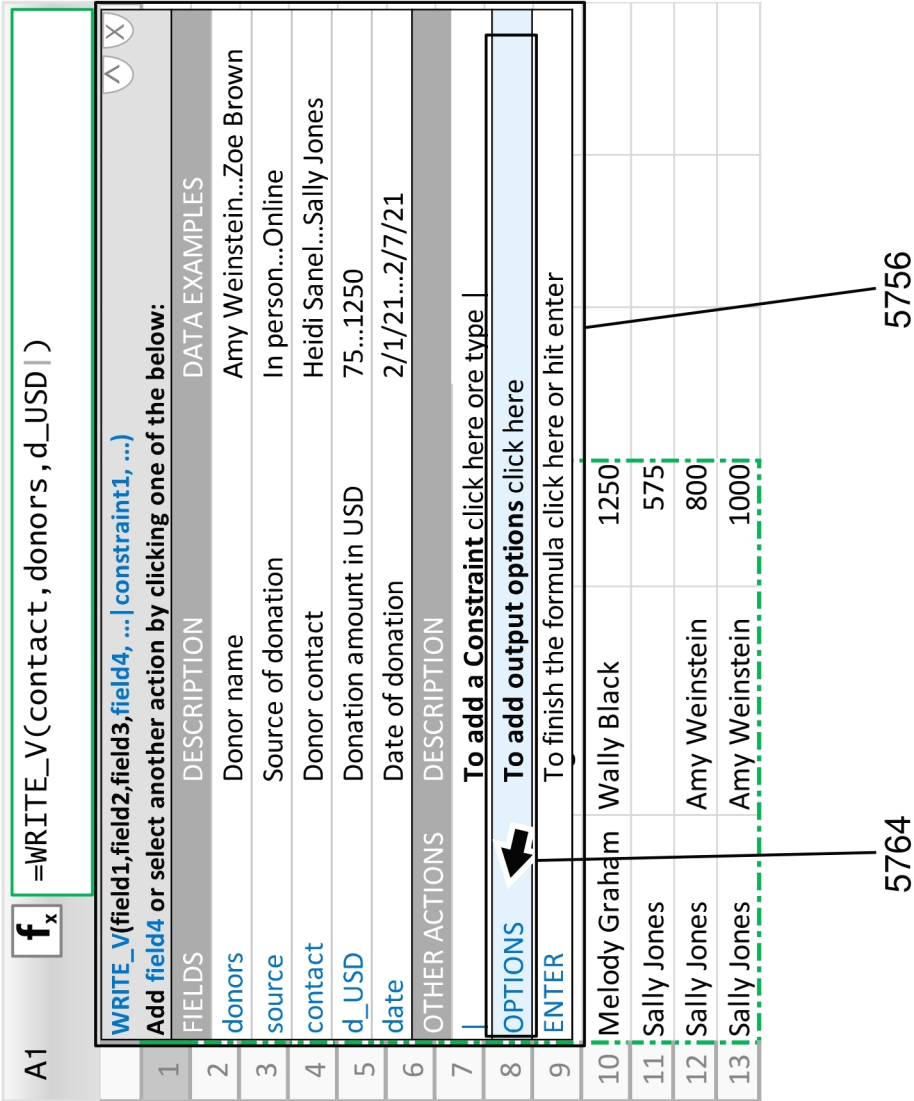 A1 fx =WRITE_V(contact,donors,d_USD|)
WRITE_V(field1,field2,field3,field4, ...|constraint1, ...) ^ X
1 Add field4 or select another action by clicking one of the below:
FIELDS DESCRIPTION DATA EXAMPLES
2 donors Donor name Amy Weinstein...Zoe Brown
3 source Source of donation In person...Online
4 contact Donor contact Heidi Sanel...Sally Jones
5 d_USD Donation amount in USD 75...1250
6 date Date of donation 2/1/21...2/7/21
OTHER ACTIONS DESCRIPTION
7 | To add a Constraint click here ore type |
8 OPTIONS To add output options click here
9 ENTER To finish the formula click here or hit enter
10 Melody Graham Wally Black 1250
11 Sally Jones 575
12 Sally Jones Amy Weinstein 800
13 Sally Jones Amy Weinstein 1000
5764 5756